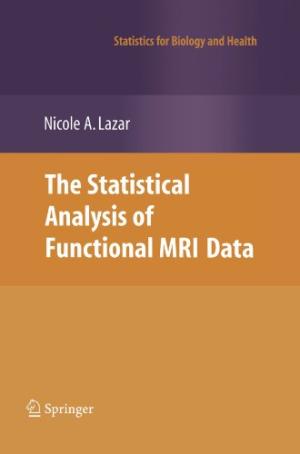 Statistics for Biology and Health
Nicole A. Lazar
The Statistical
Analysis of
Functional MRI Data
Springer